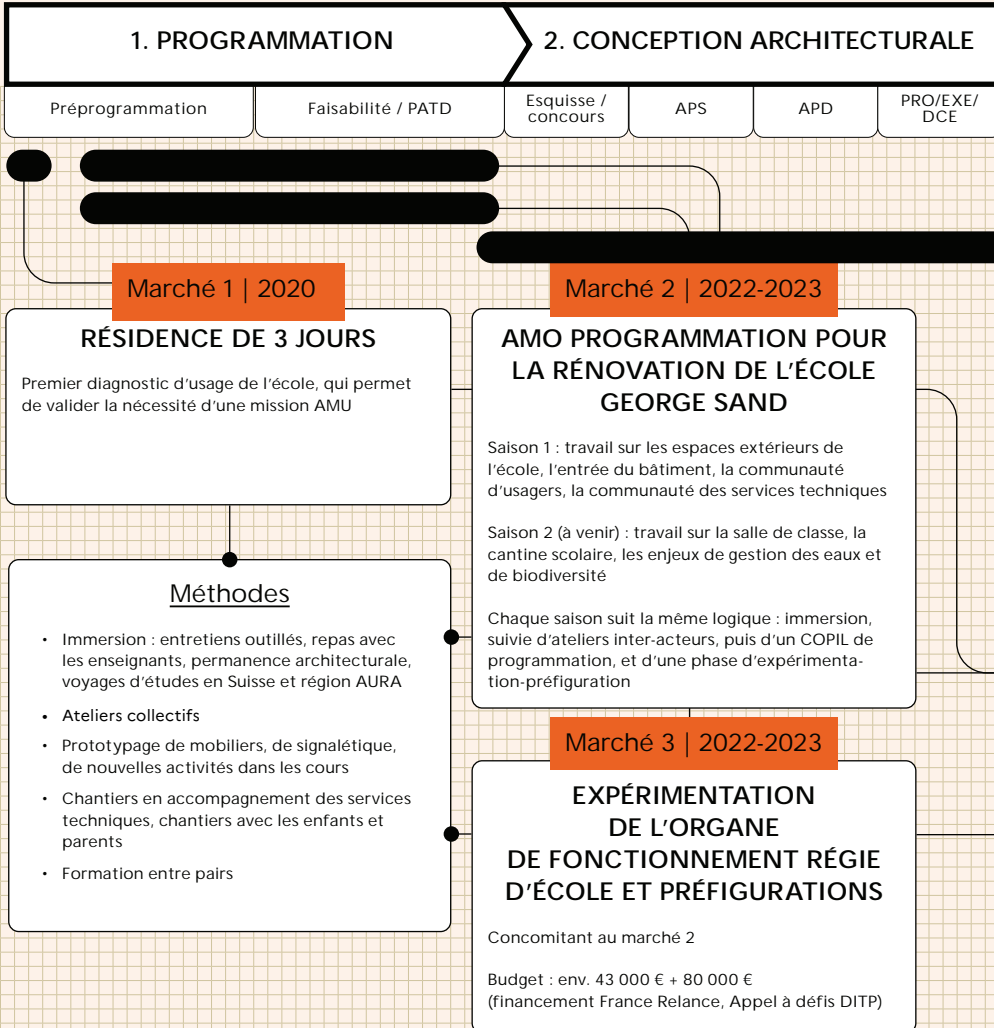 1. PROGRAMMATION
2. CONCEPTION ARCHITECTURALE
Préprogrammation
Faisabilité / PATD
Esquisse /
concours
APS
APD
PRO/EXE/
DCE
Marché 1 | 2020
RÉSIDENCE DE 3 JOURS
Premier diagnostic d'usage de l'école, qui permet
de valider la nécessité d'une mission AMU
Méthodes
• Immersion : entretiens outillés, repas avec
les enseignants, permanence architecturale,
voyages d'études en Suisse et région AURA
• Ateliers collectifs
• Prototypage de mobiliers, de signalétique,
de nouvelles activités dans les cours
• Chantiers en accompagnement des services
techniques, chantiers avec les enfants et
parents
• Formation entre pairs
Marché 2 | 2022-2023
AMO PROGRAMMATION POUR
LA RÉNOVATION DE L'ÉCOLE
GEORGE SAND
Saison 1 : travail sur les espaces extérieurs de
l'école, l'entrée du bâtiment, la communauté
d'usagers, la communauté des services techniques
Saison 2 (à venir) : travail sur la salle de classe, la
cantine scolaire, les enjeux de gestion des eaux et
de biodiversité
Chaque saison suit la même logique : immersion,
suivie d'ateliers inter-acteurs, puis d'un COPIL de
programmation, et d'une phase d'expérimenta-
tion-préfiguration
Marché 3 | 2022-2023
EXPÉRIMENTATION
DE L'ORGANE
DE FONCTIONNEMENT RÉGIE
D'ÉCOLE ET PRÉFIGURATIONS
Concomitant au marché 2
Budget : env. 43 000 € + 80 000 €
(financement France Relance, Appel à défis DITP)